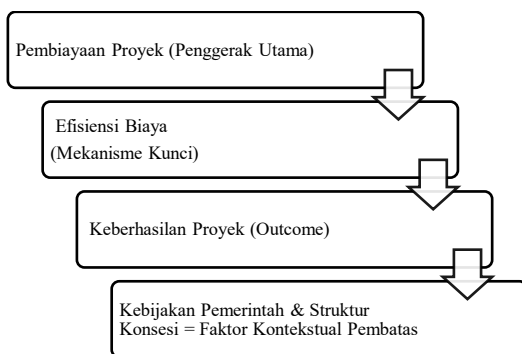 Pembiayaan Proyek (Penggerak Utama)
Efisiensi Biaya
(Mekanisme Kunci)
Keberhasilan Proyek (Outcome)
Kebijakan Pemerintah & Struktur
Konsesi = Faktor Kontekstual Pembatas